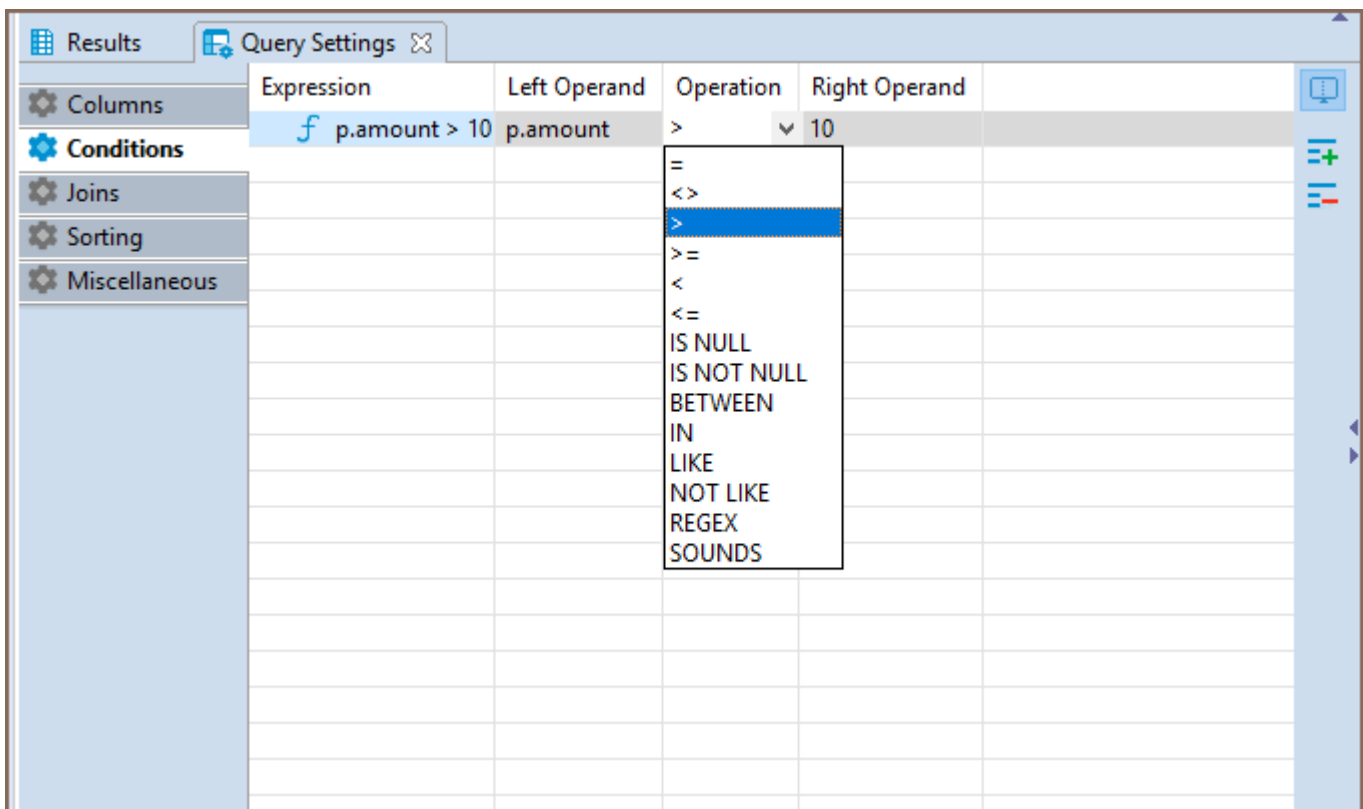 Results Query Settings
Expression Left Operand Operation Right Operand
Columns
p.amount > 10 p.amount > 10
Conditions
=
Joins
<>
>
Sorting
>=
Miscellaneous
<
<=
IS NULL
IS NOT NULL
BETWEEN
IN
LIKE
NOT LIKE
REGEX
SOUNDS